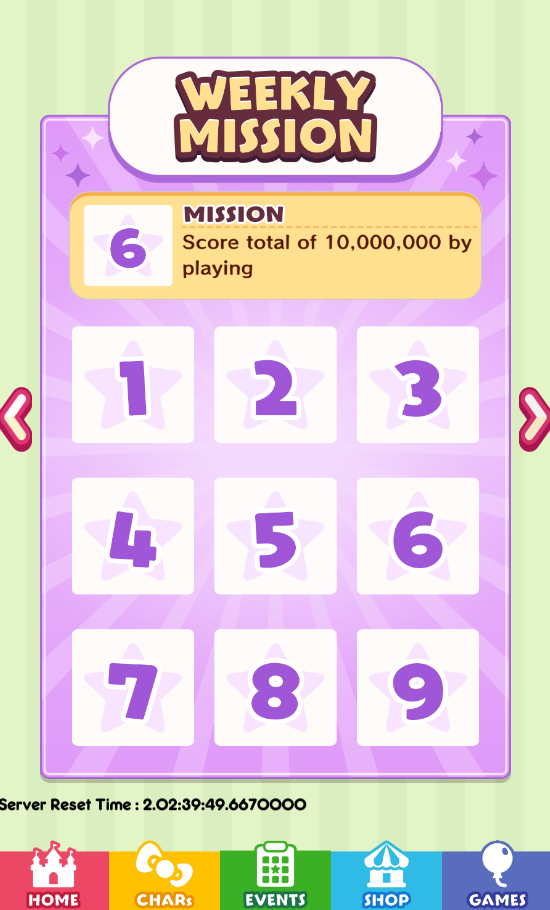 WEEKLY
MISSION
MISSION
6
Score total of 10,000,000 by
playing
1 2 3
4 5 6
7 8 9
Server Reset Time : 2.02:39:49.6670000
HOME CHARs EVENTS SHOP GAMES